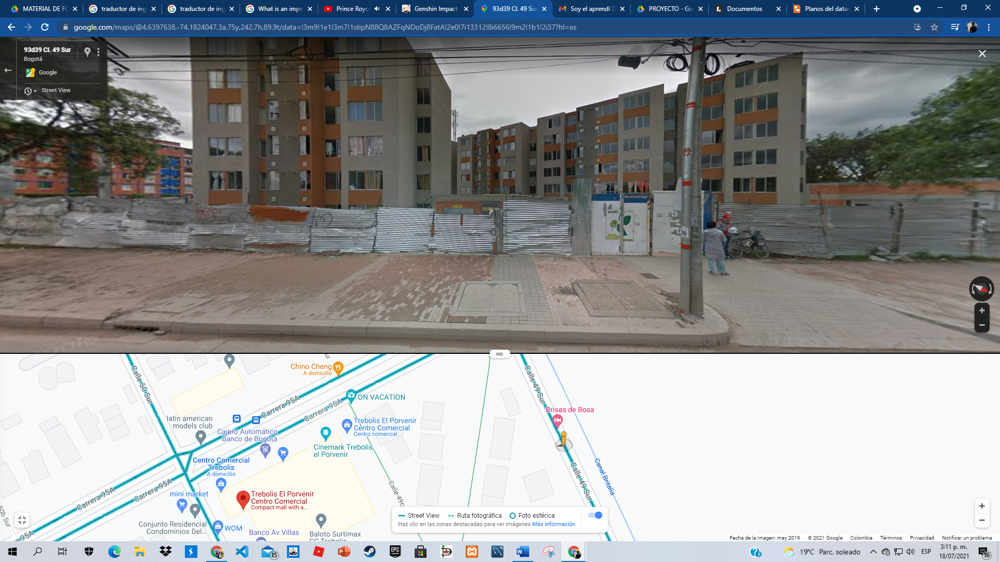 MATERIAL DE FO
traductor de ing
traductor de ing
What is an impe
Prince Royce
Genshin Impact
93d39 Cl. 49 Sur
Soy el aprendí D
PROYECTO - Goo
Documentos
Planos del datac
google.com/maps/@4.6397638,-74.1824047,3a,75y,242.7h,89.9t/data=!3m9!1e1!3m7!1stipN88Q8AZFqNDoDj8FatA!2e0!7i13312!8i6656!9m2!1b1!2i37?hl=es
93d39 Cl. 49 Sur
Bogotá
Google
Street View
OLMO
Calle 50 Sur
Chino Cheng
A domicilio
Calle 49 Sur
ON VACATION
Carrera 95A
Carrera 95A
Brisas de Bosa
latin american
models club
Trebolis El Porvenir
Centro Comercial
Centro comercial
Cajero Automático
Banco de Bogotá
Cinemark Trebolis
el Porvenir
Centro Comercial
Trebolis
A domicilio
Calle 49 Sur
Canal Britalia
Carrera 95A
Carrera 95A
mini market
Trebolis El Porvenir
Centro Comercial
Compact mall with a...
Calle 49c
50b Sur
Conjunto Residencial
Condominios Del...
WOM
Banco Av Villas
Baloto Surtimax
CC Trebolis
95A
Street View
Ruta fotográfica
Foto esférica
Haz clic en las zonas destacadas para ver imágenes Más información
Fecha de la imagen: may 2019
© 2021 Google
Colombia
Términos
Privacidad
Notificar un problema
15
19°C Parc. soleado
ESP
3:11 p. m.
18/07/2021
16